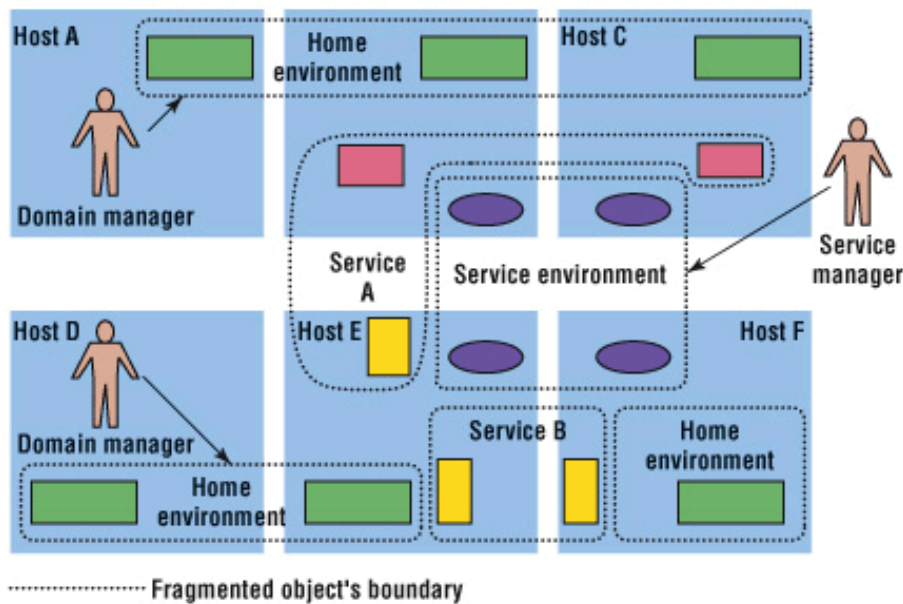 Host A
Home
environment
Host C
Domain manager
Service
manager
Service
A
Service environment
Host D
Host E
Host F
Domain manager
Service B
Home
environment
Home
environment
Fragmented object's boundary